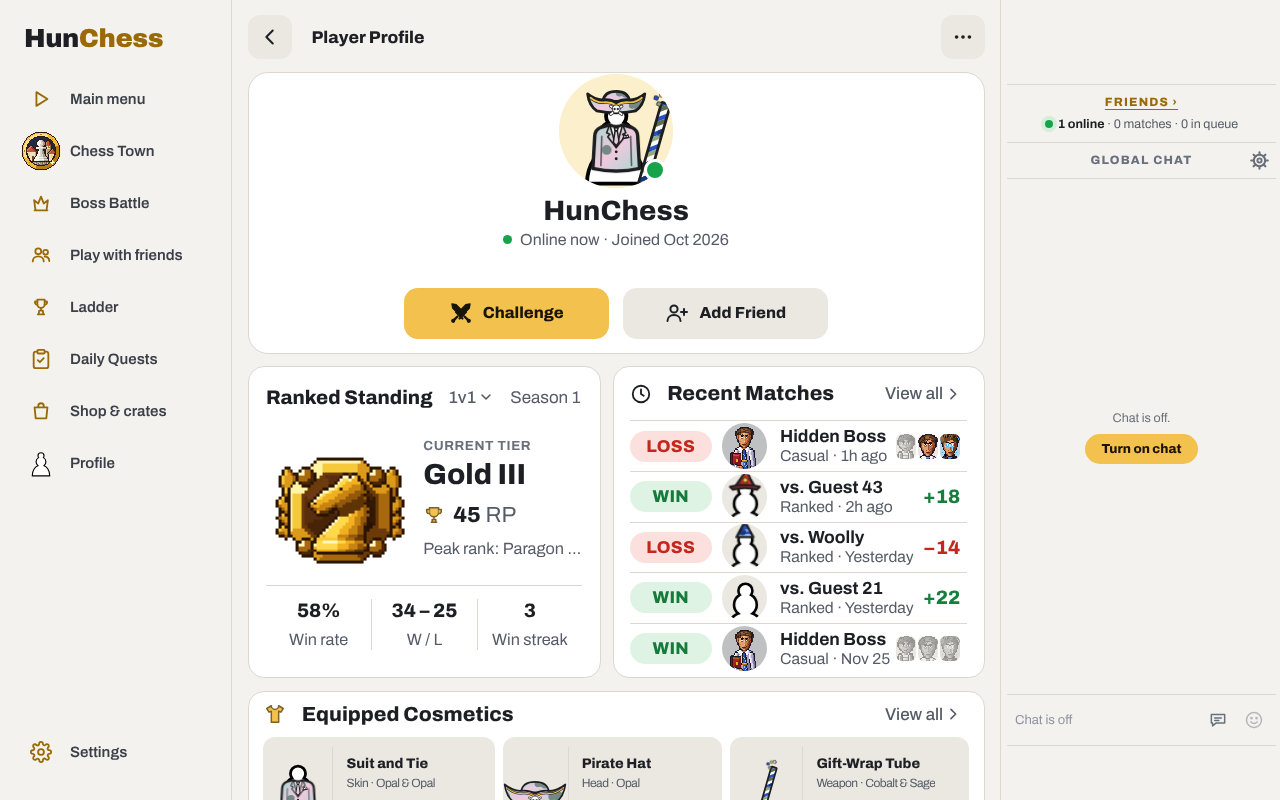 HunChess
Main menu
Chess Town
Boss Battle
Play with friends
Ladder
Daily Quests
Shop & crates
Profile
Settings
Player Profile
HunChess
Online now · Joined Oct 2026
Challenge
Add Friend
Ranked Standing
1v1
Season 1
CURRENT TIER
Gold III
45 RP
Peak rank: Paragon ...
58%
Win rate
34 – 25
W / L
3
Win streak
Recent Matches
View all
LOSS
Hidden Boss
Casual · 1h ago
WIN
vs. Guest 43
Ranked · 2h ago
+18
LOSS
vs. Woolly
Ranked · Yesterday
−14
WIN
vs. Guest 21
Ranked · Yesterday
+22
WIN
Hidden Boss
Casual · Nov 25
Equipped Cosmetics
View all
Suit and Tie
Skin · Opal & Opal
Pirate Hat
Head · Opal
Gift-Wrap Tube
Weapon · Cobalt & Sage
FRIENDS ›
1 online · 0 matches · 0 in queue
GLOBAL CHAT
Chat is off.
Turn on chat
Chat is off